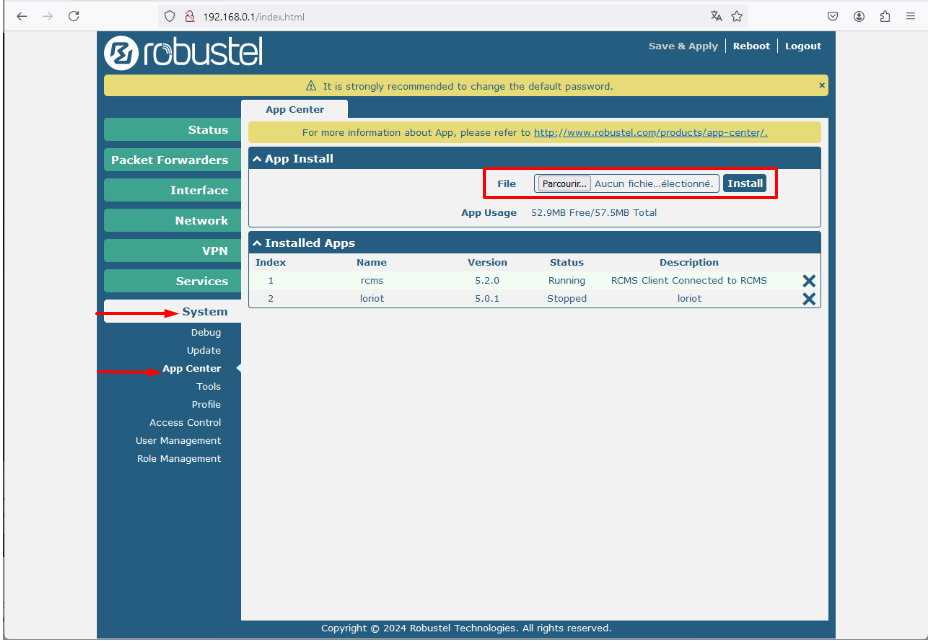 192.168.0.1/index.html
robustel
Save & Apply | Reboot | Logout
It is strongly recommended to change the default password.
×
App Center
Status
Packet Forwarders
Interface
Network
VPN
Services
System
Debug
Update
App Center
Tools
Profile
Access Control
User Management
Role Management
For more information about App, please refer to http://www.robustel.com/products/app-center/.
App Install
File Parcourir... Aucun fichie...électionné. Install
App Usage 52.9MB Free/57.5MB Total
Installed Apps
Index Name Version Status Description
1 rcms 5.2.0 Running RCMS Client Connected to RCMS
2 loriot 5.0.1 Stopped loriot
Copyright © 2024 Robustel Technologies. All rights reserved.